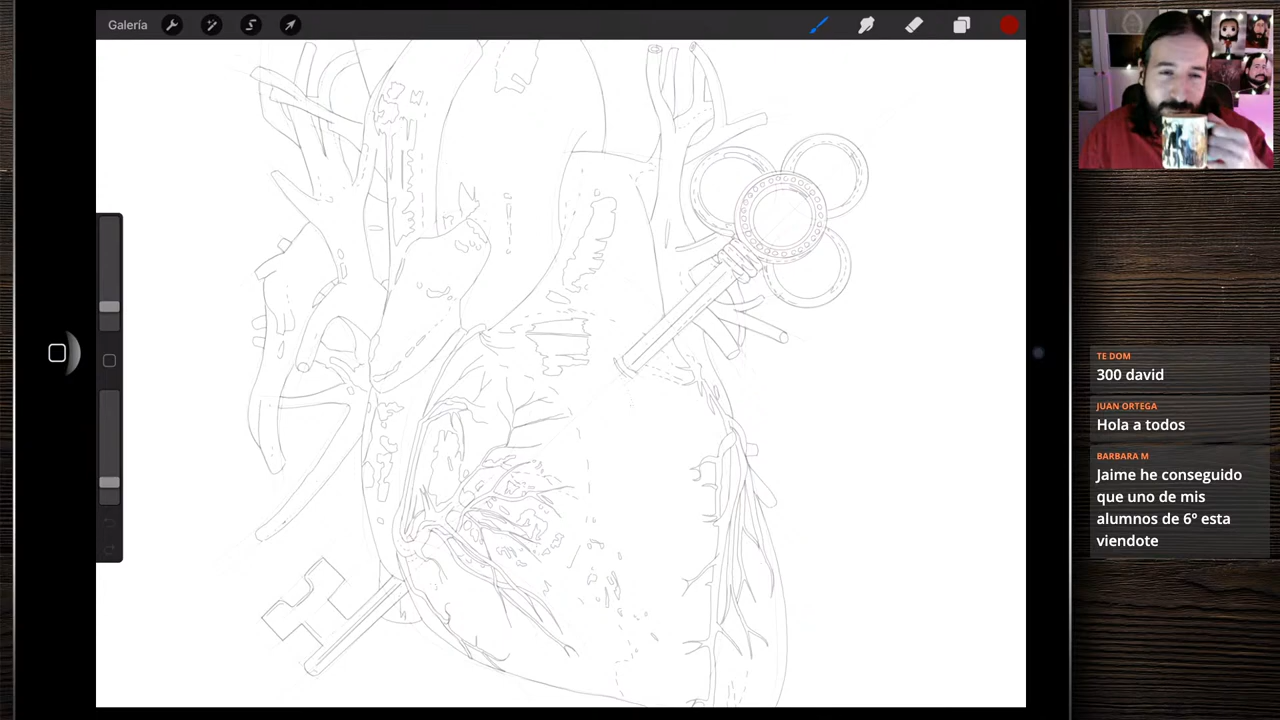 Galería
TE DOM
300 david
JUAN ORTEGA
Hola a todos
BARBARA M
Jaime he conseguido
que uno de mis
alumnos de 6º esta
viendote